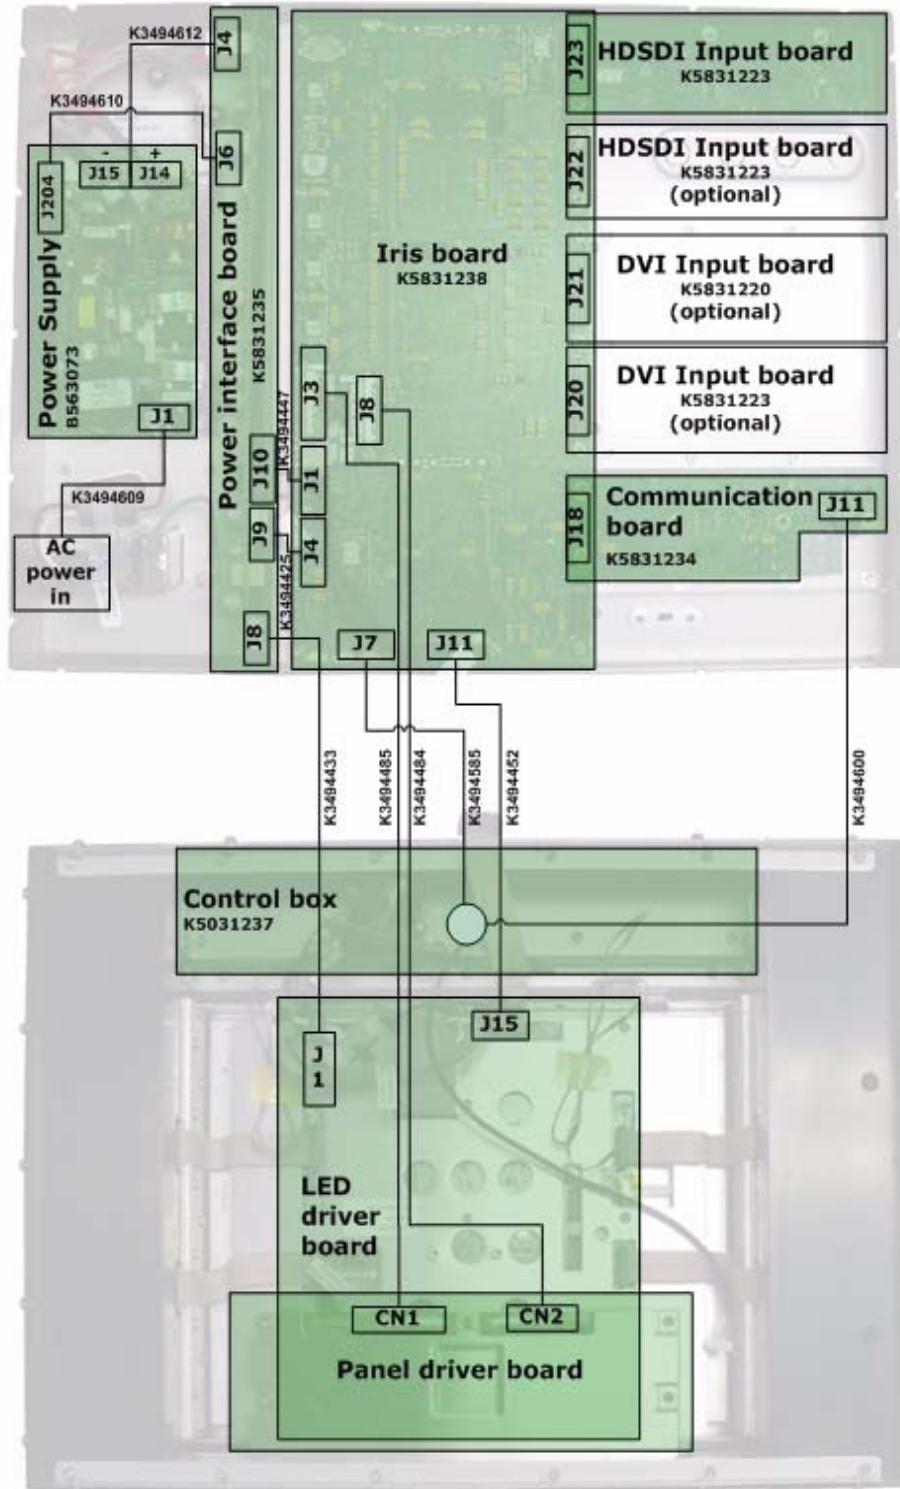 K3494612
J4
K3494610
J6
- +
J15 J14
J204
Power Supply
B563073
J1
K3494609
AC
power
in
Power interface board
K5831235
J10
K3494447
J9
K3494425
J8
Iris board
K5831238
J3
J8
J1
J4
J7
J11
J23
HDSDI Input board
K5831223
J22
HDSDI Input board
K5831223
(optional)
J21
DVI Input board
K5831220
(optional)
J20
DVI Input board
K5831223
(optional)
J18
Communication
board
K5831234
J11
K3494433
K3494485
K3494484
K3494585
K3494452
K3494600
Control box
K5031237
J15
J
1
LED
driver
board
CN1
CN2
Panel driver board